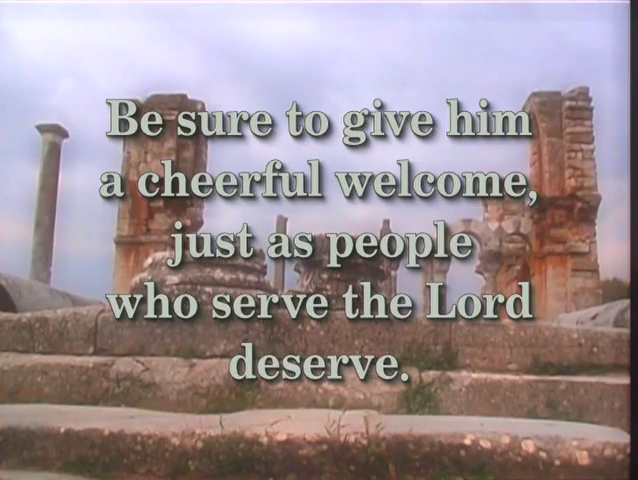 Be sure to give him
a cheerful welcome,
just as people
who serve the Lord
deserve.